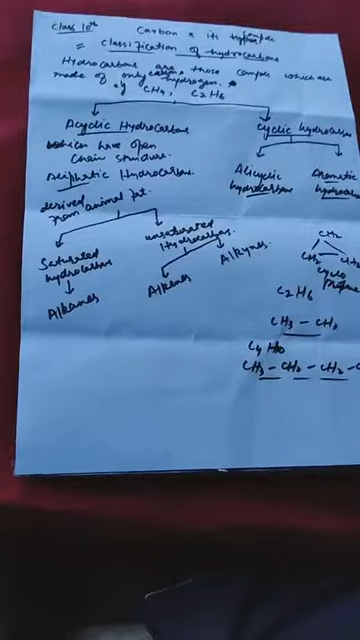 Class 10th
Carbon & its
= classification of hydrocarbons
Hydrocarbons are those compds which are
made of only carbon hydrogen.
eg CH4, C2H6
Acyclic Hydrocarbons
which have open
chain structure.
Aliphatic Hydrocarbons
derived from animal fat.
Saturated hydrocarbons
Alkanes
unsaturated Hydrocarbons
Alkenes
Alkynes
cyclic hydrocarbons
Alicyclic hydrocarbons
Aromatic hydrocarbons
CH2
CH2 — CH2
cyclo
propane
C2H6
CH3 — CH3
C4H10
CH3 — CH2 — CH2 — C